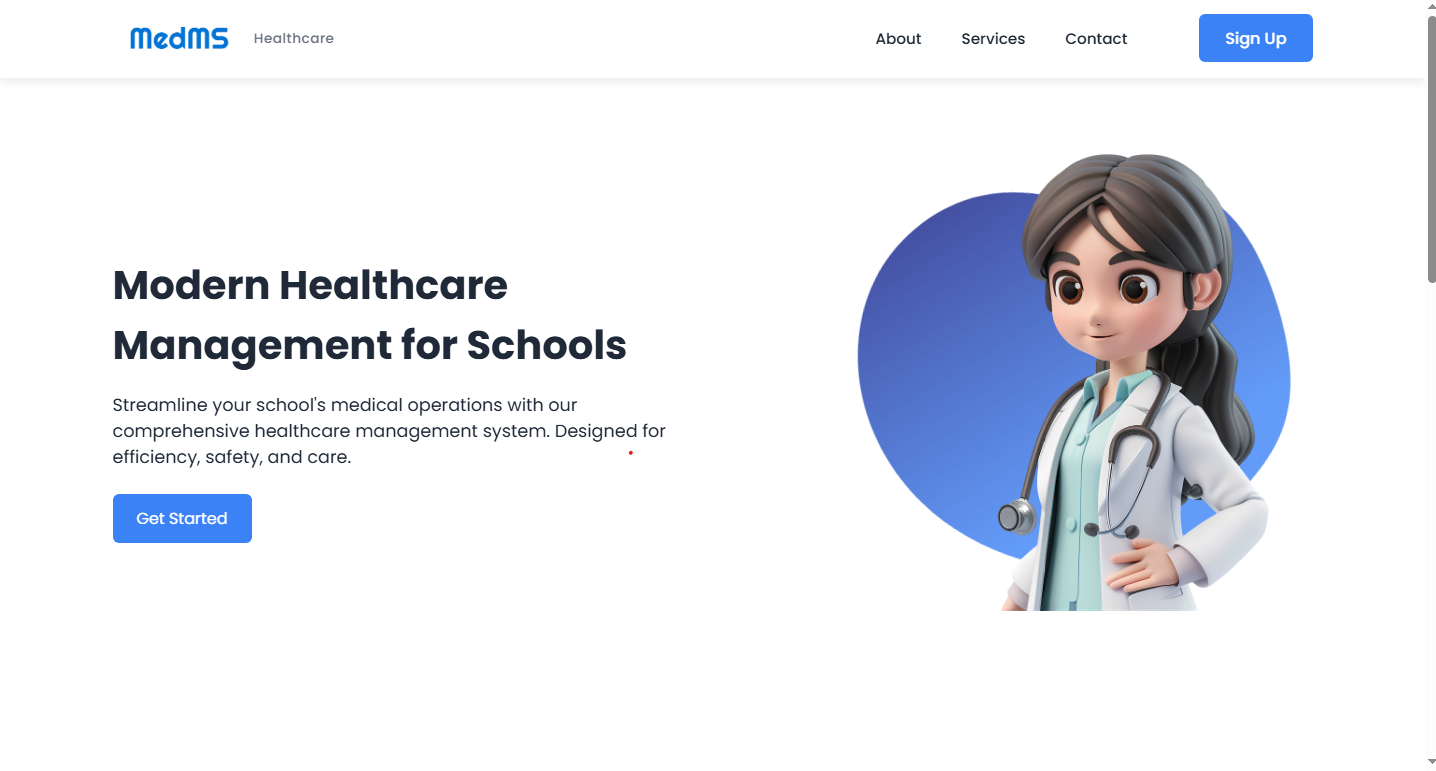 MedMS Healthcare About Services Contact Sign Up
Modern Healthcare
Management for Schools
Streamline your school's medical operations with our
comprehensive healthcare management system. Designed for
efficiency, safety, and care.
Get Started